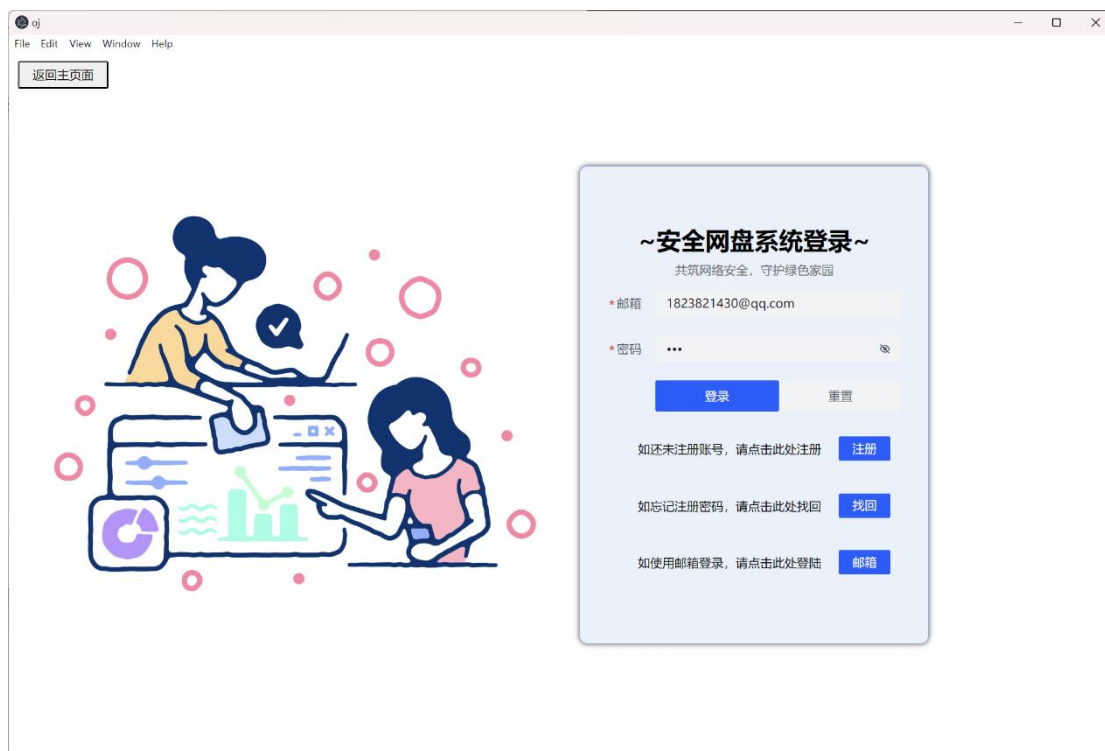 oj
File Edit View Window Help
返回主页面
~安全网盘系统登录~
共筑网络安全，守护绿色家园
*邮箱 1823821430@qq.com
*密码 •••
登录 重置
如还未注册账号，请点击此处注册 注册
如忘记注册密码，请点击此处找回 找回
如使用邮箱登录，请点击此处登陆 邮箱